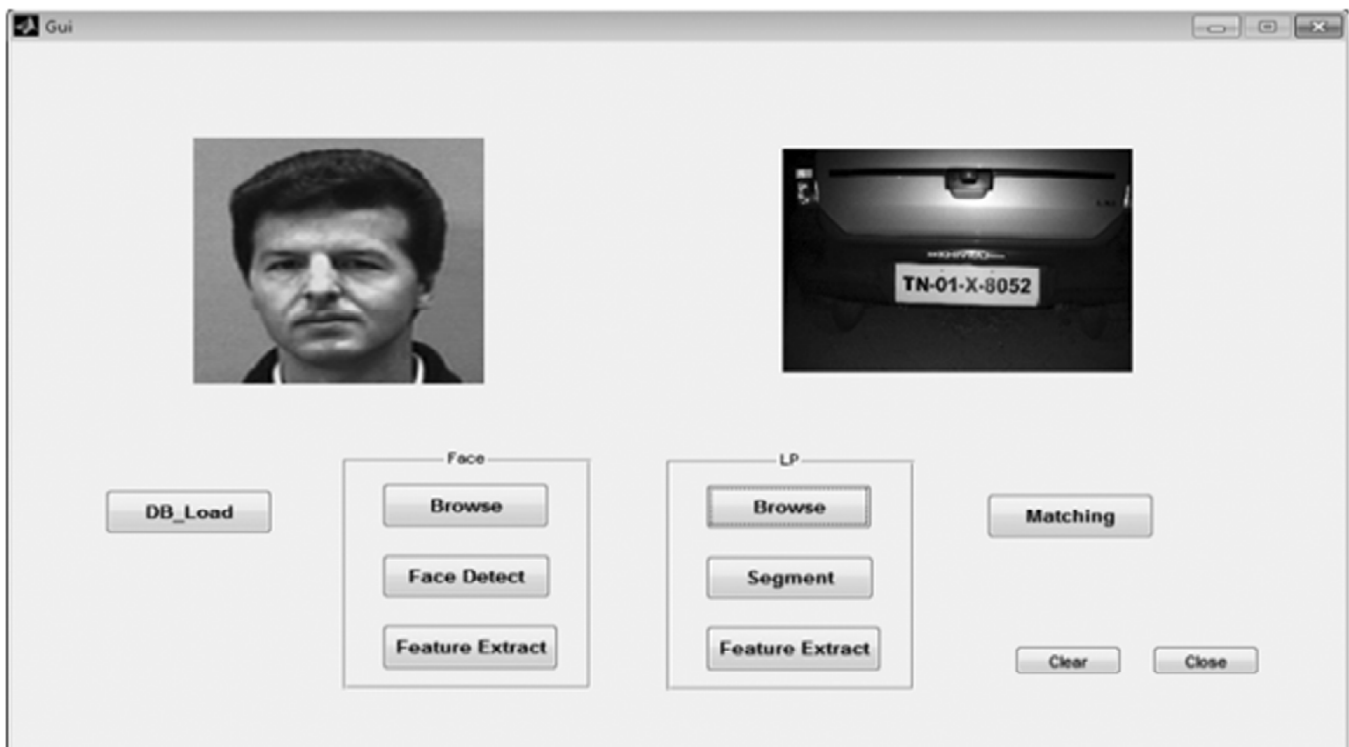 Gui
TN-01-X-8052
Face
LP
DB_Load
Browse
Browse
Matching
Face Detect
Segment
Feature Extract
Feature Extract
Clear
Close